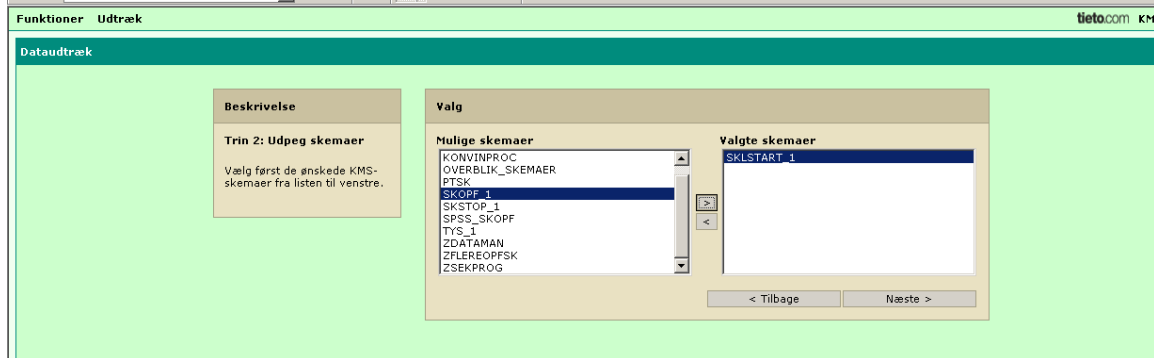 Funktioner Udtræk
tieto.com KM
Dataudtræk
Beskrivelse
Trin 2: Udpeg skemaer
Vælg først de ønskede KMS-
skemaer fra listen til venstre.
Valg
Mulige skemaer
KONVINPROC
OVERBLIK_SKEMAER
PTSK
SKOPF_1
SKSTOP_1
SPSS_SKOPF
TYS_1
ZDATAMAN
ZFLEREOPFSK
ZSEKPROG
>
<
Valgte skemaer
SKLSTART_1
< Tilbage
Næste >